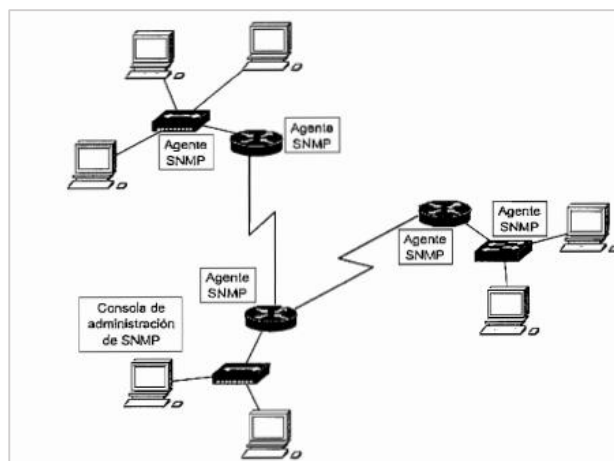 Agente
SNMP
Agente
SNMP
Agente
SNMP
Agente
SNMP
Agente
SNMP
Consola de
administración
de SNMP